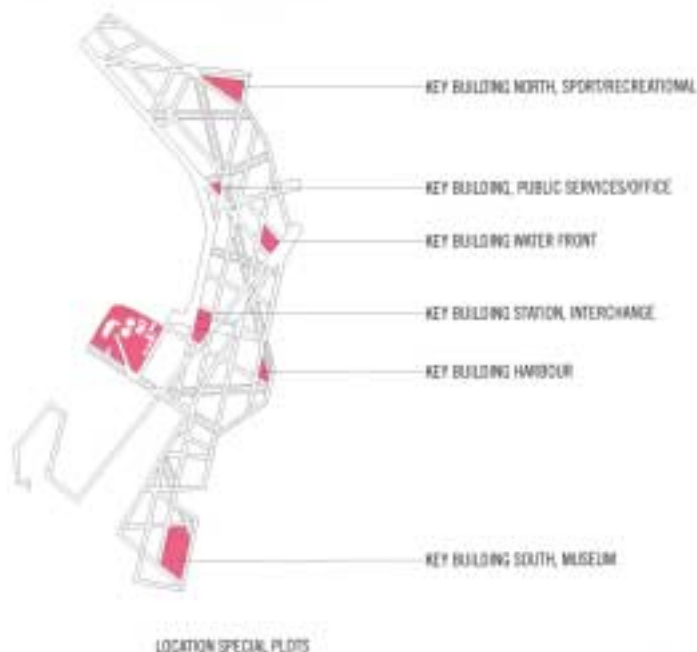 KEY BUILDING NORTH, SPORT/RECREATIONAL
KEY BUILDING, PUBLIC SERVICES/OFFICE
KEY BUILDING WATER FRONT
KEY BUILDING STATION, INTERCHANGE
KEY BUILDING HARBOUR
KEY BUILDING SOUTH, MUSEUM
LOCATION SPECIAL PLOTS